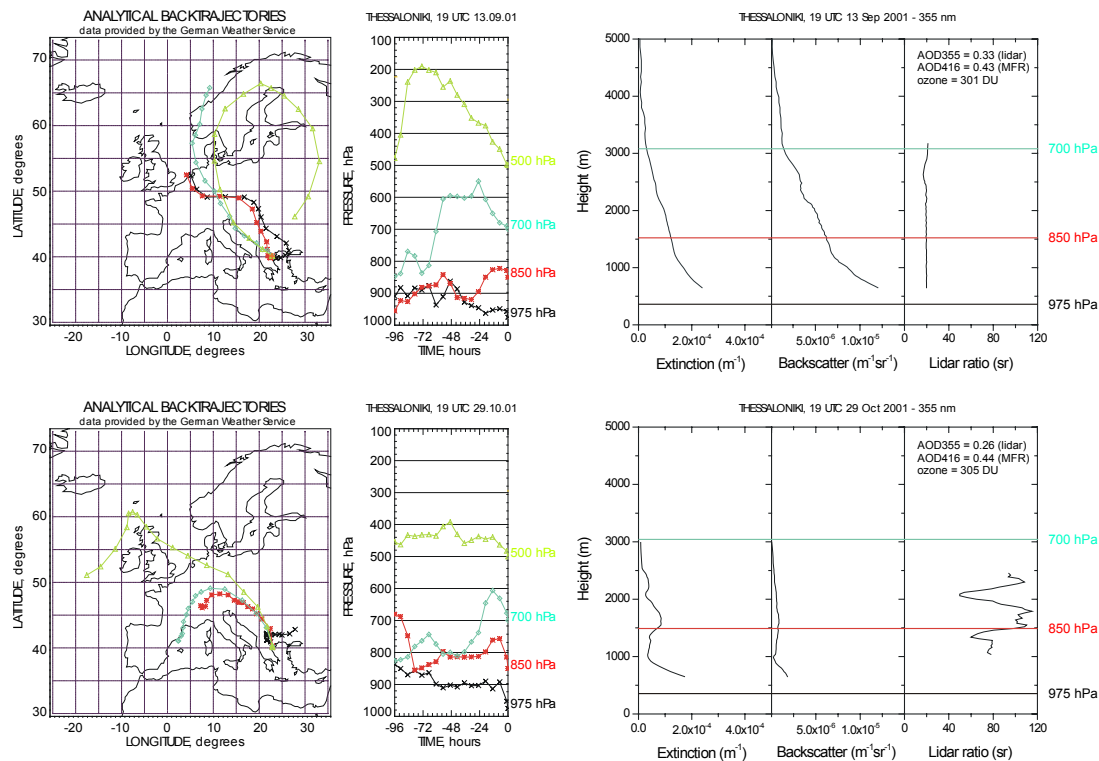 ANALYTICAL BACKTRAJECTORIES
data provided by the German Weather Service
LATITUDE, degrees
70
60
50
40
30
-20
-10
0
10
20
30
LONGITUDE, degrees
THESSALONIKI, 19 UTC 13.09.01
PRESSURE, hPa
100
200
300
400
500
600
700
800
900
1000
500 hPa
700 hPa
850 hPa
975 hPa
-96 -72 -48 -24 0
TIME, hours
THESSALONIKI, 19 UTC 13 Sep 2001 - 355 nm
Height (m)
5000
4000
3000
2000
1000
0
AOD355 = 0.33 (lidar)
AOD416 = 0.43 (MFR)
ozone = 301 DU
700 hPa
850 hPa
975 hPa
0.0 2.0x10⁻⁴ 4.0x10⁻⁴
5.0x10⁻⁶ 1.0x10⁻⁵
0 40 80 120
Extinction (m⁻¹)
Backscatter (m⁻¹sr⁻¹)
Lidar ratio (sr)
ANALYTICAL BACKTRAJECTORIES
data provided by the German Weather Service
LATITUDE, degrees
70
60
50
40
30
-20
-10
0
10
20
30
LONGITUDE, degrees
THESSALONIKI, 19 UTC 29.10.01
PRESSURE, hPa
100
200
300
400
500
600
700
800
900
1000
500 hPa
700 hPa
850 hPa
975 hPa
-96 -72 -48 -24 0
TIME, hours
THESSALONIKI, 19 UTC 29 Oct 2001 - 355 nm
Height (m)
5000
4000
3000
2000
1000
0
AOD355 = 0.26 (lidar)
AOD416 = 0.44 (MFR)
ozone = 305 DU
700 hPa
850 hPa
975 hPa
0.0 2.0x10⁻⁴ 4.0x10⁻⁴
5.0x10⁻⁶ 1.0x10⁻⁵
0 40 80 120
Extinction (m⁻¹)
Backscatter (m⁻¹sr⁻¹)
Lidar ratio (sr)